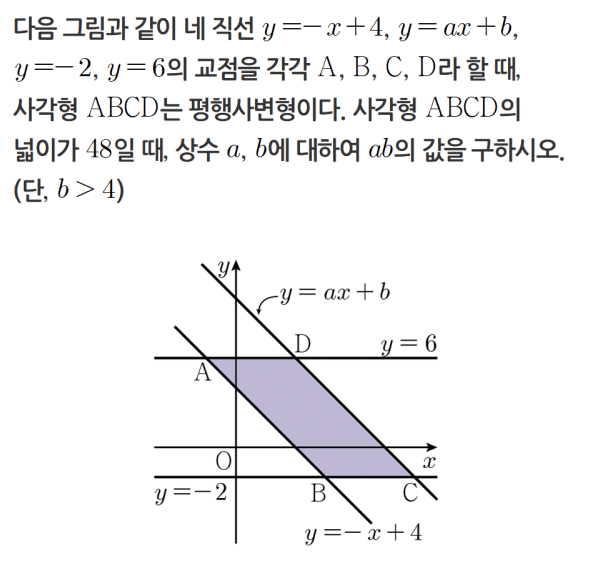 다음 그림과 같이 네 직선 y=-x+4, y=ax+b,
y=-2, y=6의 교점을 각각 A, B, C, D라 할 때,
사각형 ABCD는 평행사변형이다. 사각형 ABCD의
넓이가 48일 때, 상수 a, b에 대하여 ab의 값을 구하시오.
(단, b>4)
y
y=ax+b
D
y=6
A
O
x
y=-2
B
C
y=-x+4